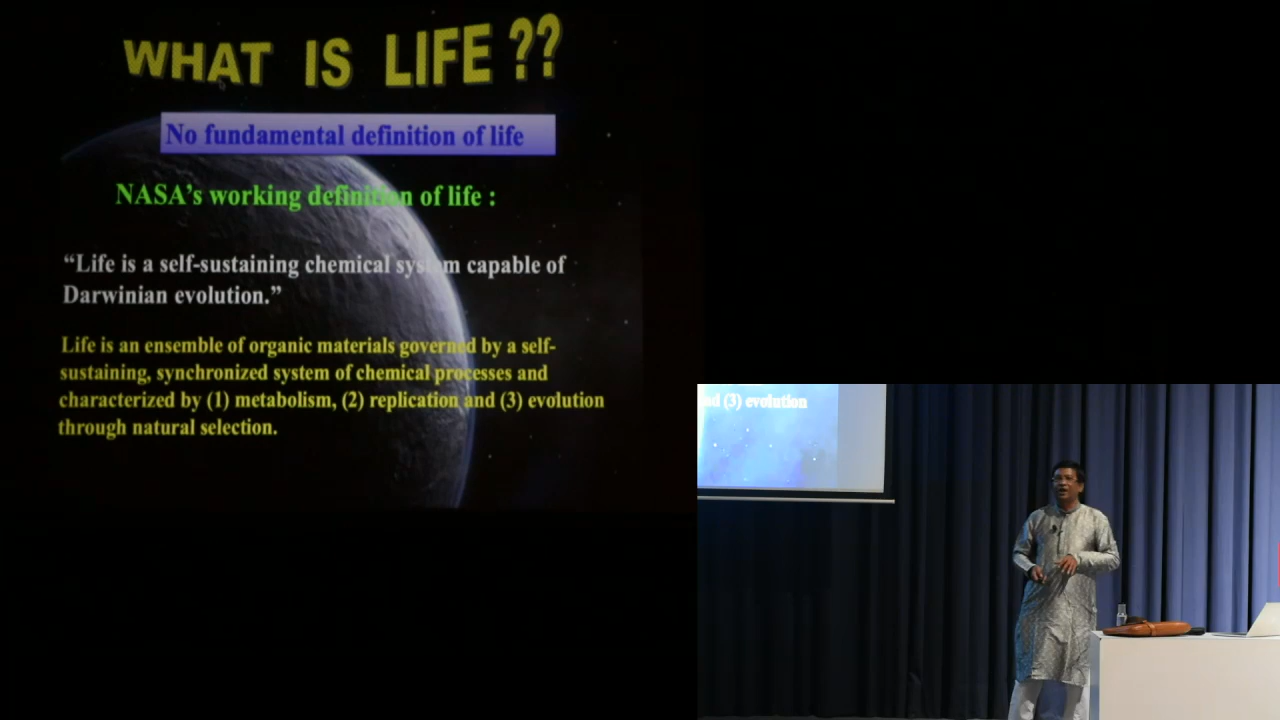 WHAT IS LIFE ??
No fundamental definition of life
NASA's working definition of life :
“Life is a self-sustaining chemical system capable of
Darwinian evolution.”
Life is an ensemble of organic materials governed by a self-
sustaining, synchronized system of chemical processes and
characterized by (1) metabolism, (2) replication and (3) evolution
through natural selection.
nd (3) evolution